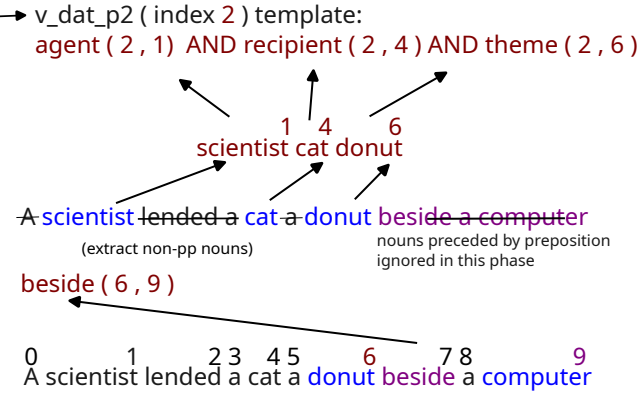 v_dat_p2 ( index 2 ) template:
agent ( 2 , 1) AND recipient ( 2 , 4 ) AND theme ( 2 , 6 )
1 4 6
scientist cat donut
A scientist lended a cat a donut beside a computer
(extract non-pp nouns)
nouns preceded by preposition
ignored in this phase
beside ( 6 , 9 )
0 1 2 3 4 5 6 7 8 9
A scientist lended a cat a donut beside a computer